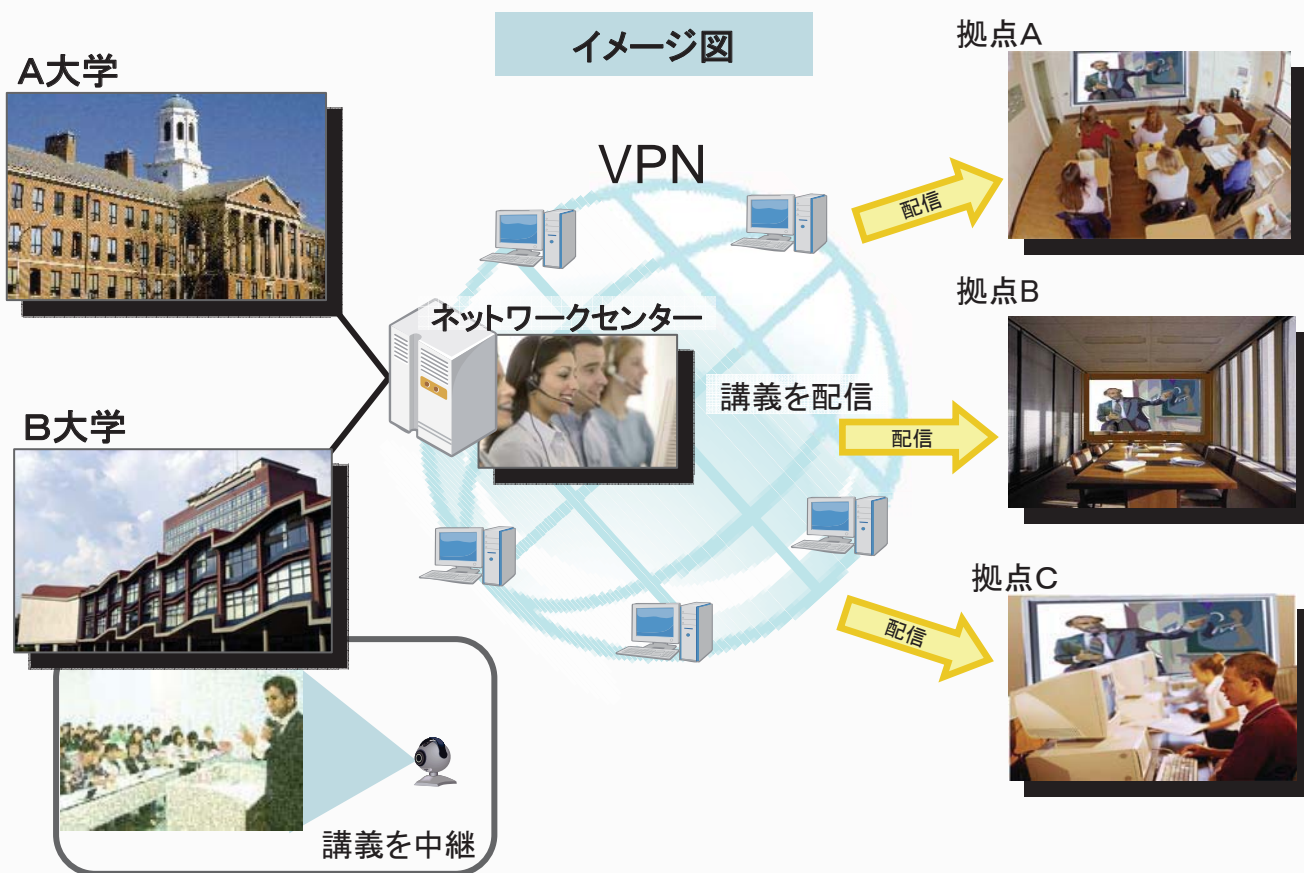 イメージ図
A大学
B大学
講義を中継
VPN
ネットワークセンター
講義を配信
配信
配信
配信
拠点A
拠点B
拠点C